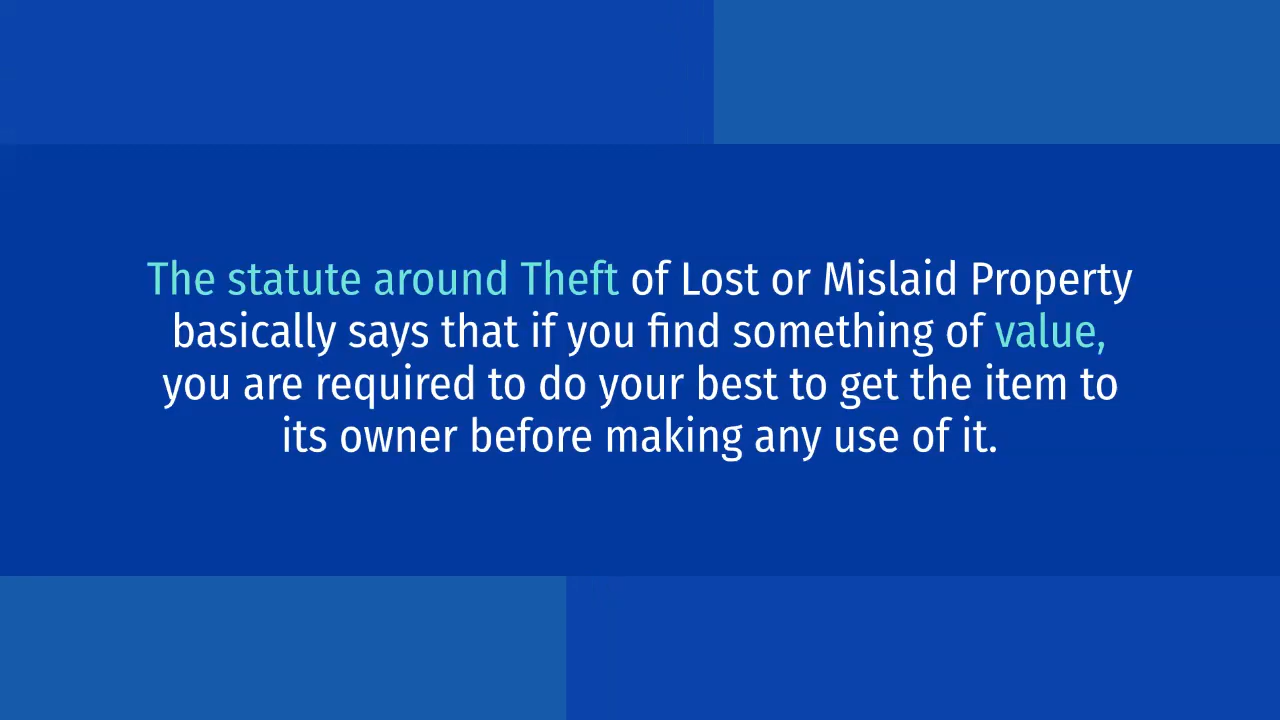 The statute around Theft of Lost or Mislaid Property
basically says that if you find something of value,
you are required to do your best to get the item to
its owner before making any use of it.